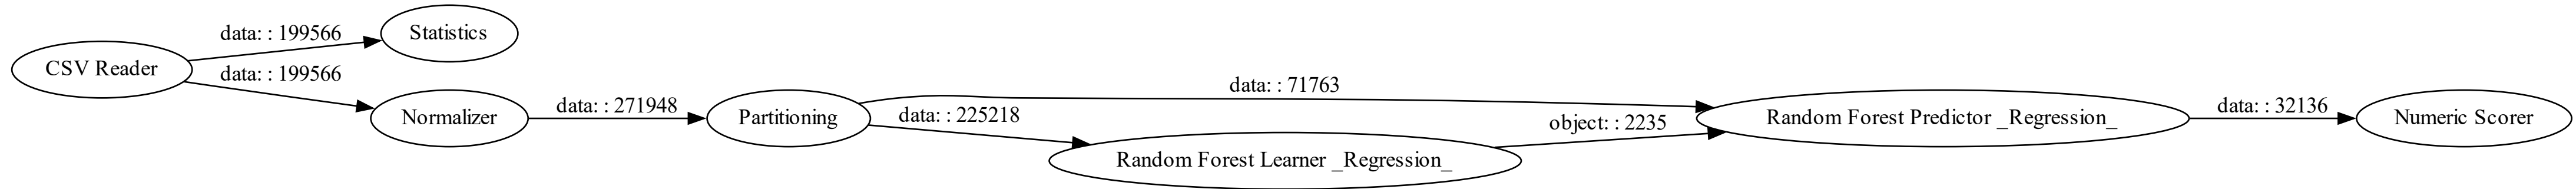 CSV Reader
data: : 199566
Statistics
data: : 199566
Normalizer
data: : 271948
Partitioning
data: : 71763
data: : 225218
Random Forest Learner _Regression_
object: : 2235
Random Forest Predictor _Regression_
data: : 32136
Numeric Scorer